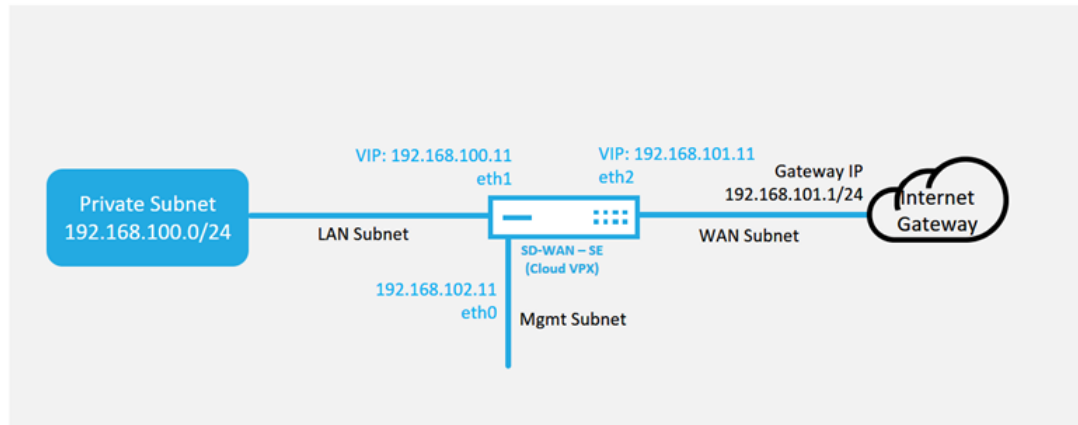 VIP: 192.168.100.11
eth1
VIP: 192.168.101.11
eth2
Gateway IP
192.168.101.1/24
Private Subnet
192.168.100.0/24
LAN Subnet
SD-WAN – SE
(Cloud VPX)
WAN Subnet
Internet
Gateway
192.168.102.11
eth0
Mgmt Subnet